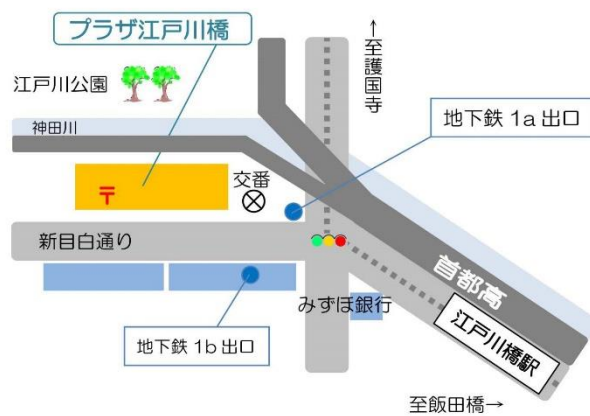 プラザ江戸川橋
←至護国寺
江戸川公園
地下鉄 1a 出口
神田川
〒
交番
新目白通り
首都高
みずほ銀行
江戸川橋駅
地下鉄 1b 出口
至飯田橋→